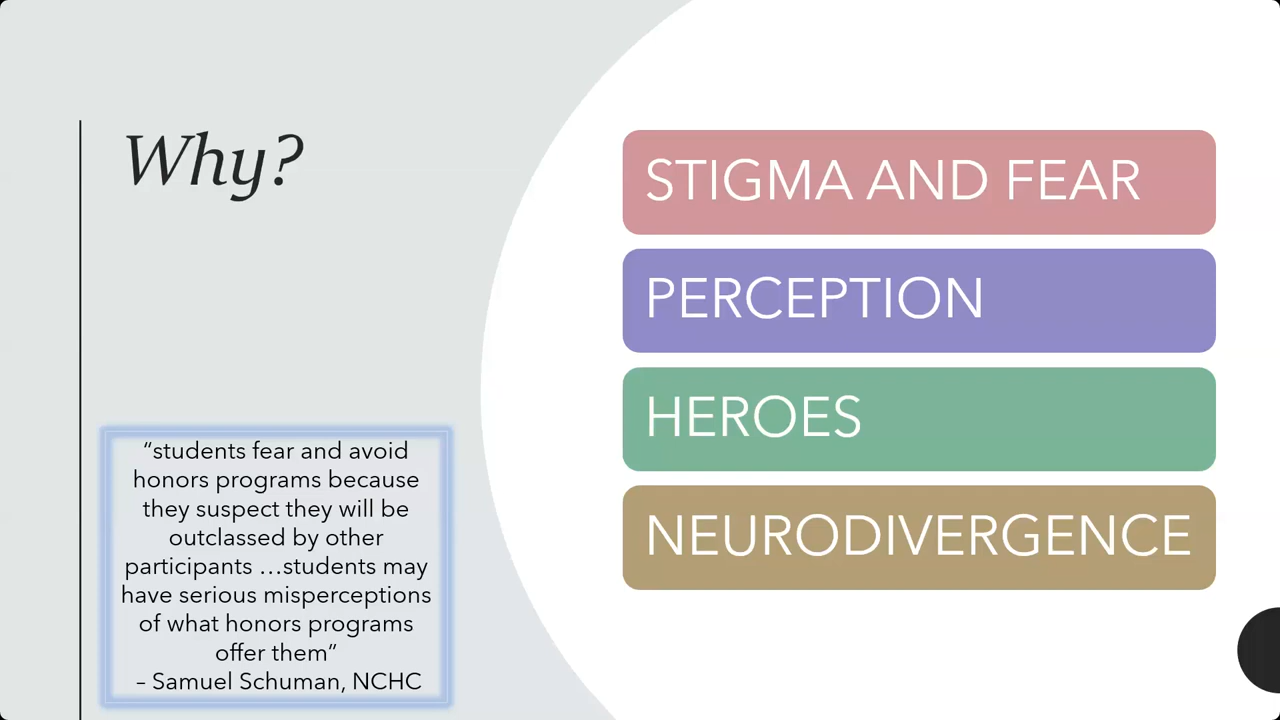 Why?
“students fear and avoid
honors programs because
they suspect they will be
outclassed by other
participants …students may
have serious misperceptions
of what honors programs
offer them”
– Samuel Schuman, NCHC
STIGMA AND FEAR
PERCEPTION
HEROES
NEURODIVERGENCE